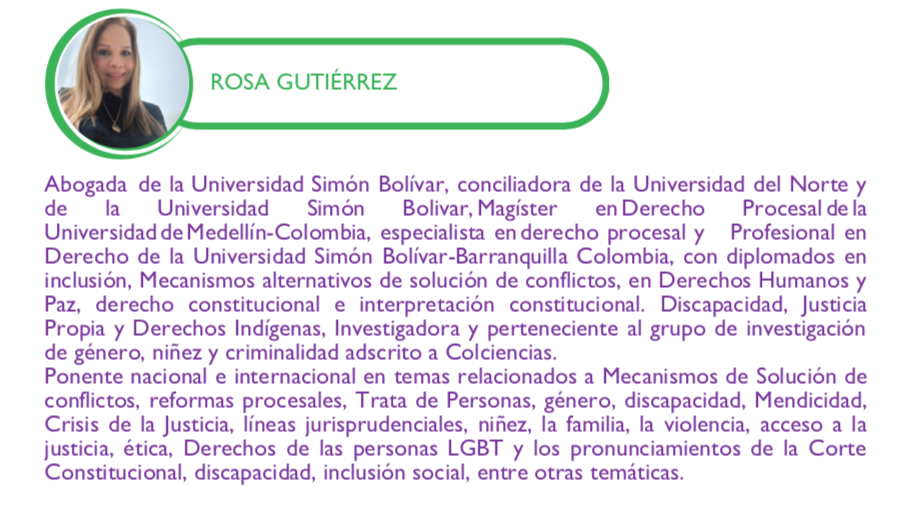 ROSA GUTIÉRREZ
Abogada de la Universidad Simón Bolívar, conciliadora de la Universidad del Norte y
de la Universidad Simón Bolivar, Magíster en Derecho Procesal de la
Universidad de Medellín-Colombia, especialista en derecho procesal y Profesional en
Derecho de la Universidad Simón Bolívar-Barranquilla Colombia, con diplomados en
inclusión, Mecanismos alternativos de solución de conflictos, en Derechos Humanos y
Paz, derecho constitucional e interpretación constitucional. Discapacidad, Justicia
Propia y Derechos Indígenas, Investigadora y perteneciente al grupo de investigación
de género, niñez y criminalidad adscrito a Colciencias.
Ponente nacional e internacional en temas relacionados a Mecanismos de Solución de
conflictos, reformas procesales, Trata de Personas, género, discapacidad, Mendicidad,
Crisis de la Justicia, líneas jurisprudenciales, niñez, la familia, la violencia, acceso a la
justicia, ética, Derechos de las personas LGBT y los pronunciamientos de la Corte
Constitucional, discapacidad, inclusión social, entre otras temáticas.